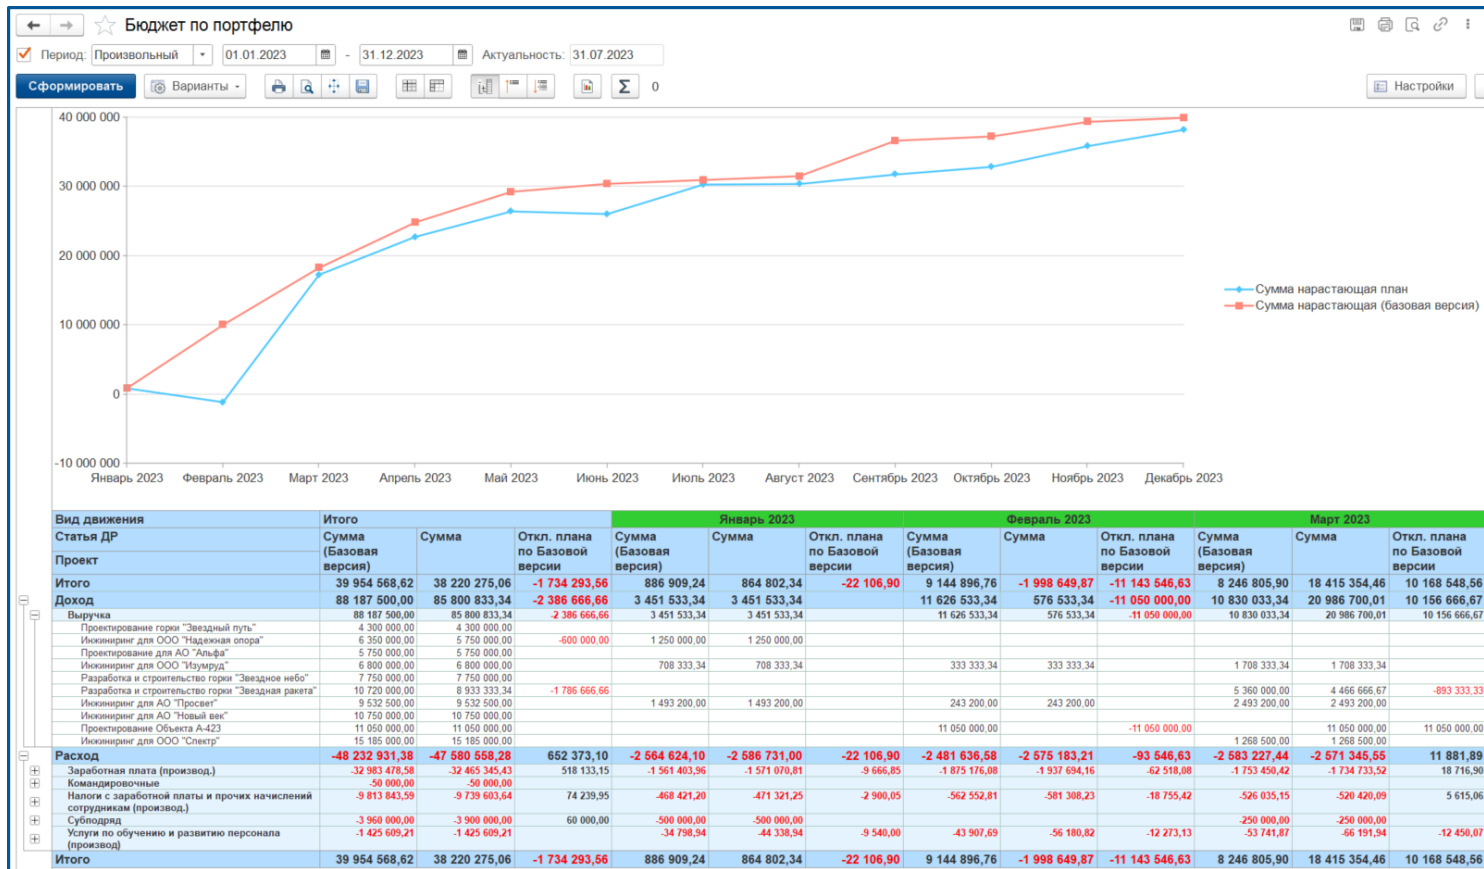 Бюджет по портфелю
Период: Произвольный 01.01.2023 - 31.12.2023 Актуальность: 31.07.2023
Сформировать Варианты Σ 0 Настройки
40 000 000
30 000 000
20 000 000
10 000 000
0
-10 000 000
Январь 2023 Февраль 2023 Март 2023 Апрель 2023 Май 2023 Июнь 2023 Июль 2023 Август 2023 Сентябрь 2023 Октябрь 2023 Ноябрь 2023 Декабрь 2023
Сумма нарастающая план
Сумма нарастающая (базовая версия)
Вид движения Итого Январь 2023 Февраль 2023 Март 2023
Статья ДР Сумма Сумма Откл. плана Сумма Сумма Откл. плана Сумма Сумма Откл. плана Сумма Сумма Откл. плана
(Базовая по Базовой (Базовая по Базовой (Базовая по Базовой (Базовая по Базовой
Проект версия) версии версия) версии версия) версии версия) версии
Итого 39 954 568,62 38 220 275,06 -1 734 293,56 886 909,24 864 802,34 -22 106,90 9 144 896,76 -1 998 649,87 -11 143 546,63 8 246 805,90 18 415 354,46 10 168 548,56
Доход 88 187 500,00 85 800 833,34 -2 386 666,66 3 451 533,34 3 451 533,34 11 626 533,34 576 533,34 -11 050 000,00 10 830 033,34 20 986 700,01 10 156 666,67
Выручка 88 187 500,00 85 800 833,34 -2 386 666,66 3 451 533,34 3 451 533,34 11 626 533,34 576 533,34 -11 050 000,00 10 830 033,34 20 986 700,01 10 156 666,67
Проектирование горки "Звездный путь" 4 300 000,00 4 300 000,00
Инжиниринг для ООО "Надежная опора" 6 350 000,00 5 750 000,00 -600 000,00 1 250 000,00 1 250 000,00
Проектирование для АО "Альфа" 5 750 000,00 5 750 000,00
Инжиниринг для ООО "Изумруд" 6 800 000,00 6 800 000,00 708 333,34 708 333,34 333 333,34 333 333,34 1 708 333,34 1 708 333,34
Разработка и строительство горки "Звездное небо" 7 750 000,00 7 750 000,00
Разработка и строительство горки "Звездная ракета" 10 720 000,00 8 933 333,34 -1 786 666,66 5 360 000,00 4 466 666,67 -893 333,33
Инжиниринг для АО "Просвет" 9 532 500,00 9 532 500,00 1 493 200,00 1 493 200,00 243 200,00 243 200,00 2 493 200,00 2 493 200,00
Инжиниринг для АО "Новый век" 10 750 000,00 10 750 000,00
Проектирование Объекта А-423 11 050 000,00 11 050 000,00 11 050 000,00 -11 050 000,00 11 050 000,00 11 050 000,00
Инжиниринг для ООО "Спектр" 15 185 000,00 15 185 000,00 1 268 500,00 1 268 500,00
Расход -48 232 931,38 -47 580 558,28 652 373,10 -2 564 624,10 -2 586 731,00 -22 106,90 -2 481 636,58 -2 575 183,21 -93 546,63 -2 583 227,44 -2 571 345,55 11 881,89
Заработная плата (производ.) -32 983 478,58 -32 465 345,43 518 133,15 -1 561 403,96 -1 571 070,81 -9 666,85 -1 875 176,08 -1 937 694,16 -62 518,08 -1 753 450,42 -1 734 733,52 18 716,90
Командировочные -50 000,00 -50 000,00
Налоги с заработной платы и прочих начислений -9 813 843,59 -9 739 603,64 74 239,95 -468 421,20 -471 321,25 -2 900,05 -562 552,81 -581 308,23 -18 755,42 -526 035,15 -520 420,09 5 615,06
сотрудникам (производ.)
Субподряд -3 960 000,00 -3 900 000,00 60 000,00 -500 000,00 -500 000,00 -250 000,00 -250 000,00
Услуги по обучению и развитию персонала -1 425 609,21 -1 425 609,21 -34 798,94 -44 338,94 -9 540,00 -43 907,69 -56 180,82 -12 273,13 -53 741,87 -66 191,94 -12 450,07
(производ)
Итого 39 954 568,62 38 220 275,06 -1 734 293,56 886 909,24 864 802,34 -22 106,90 9 144 896,76 -1 998 649,87 -11 143 546,63 8 246 805,90 18 415 354,46 10 168 548,56